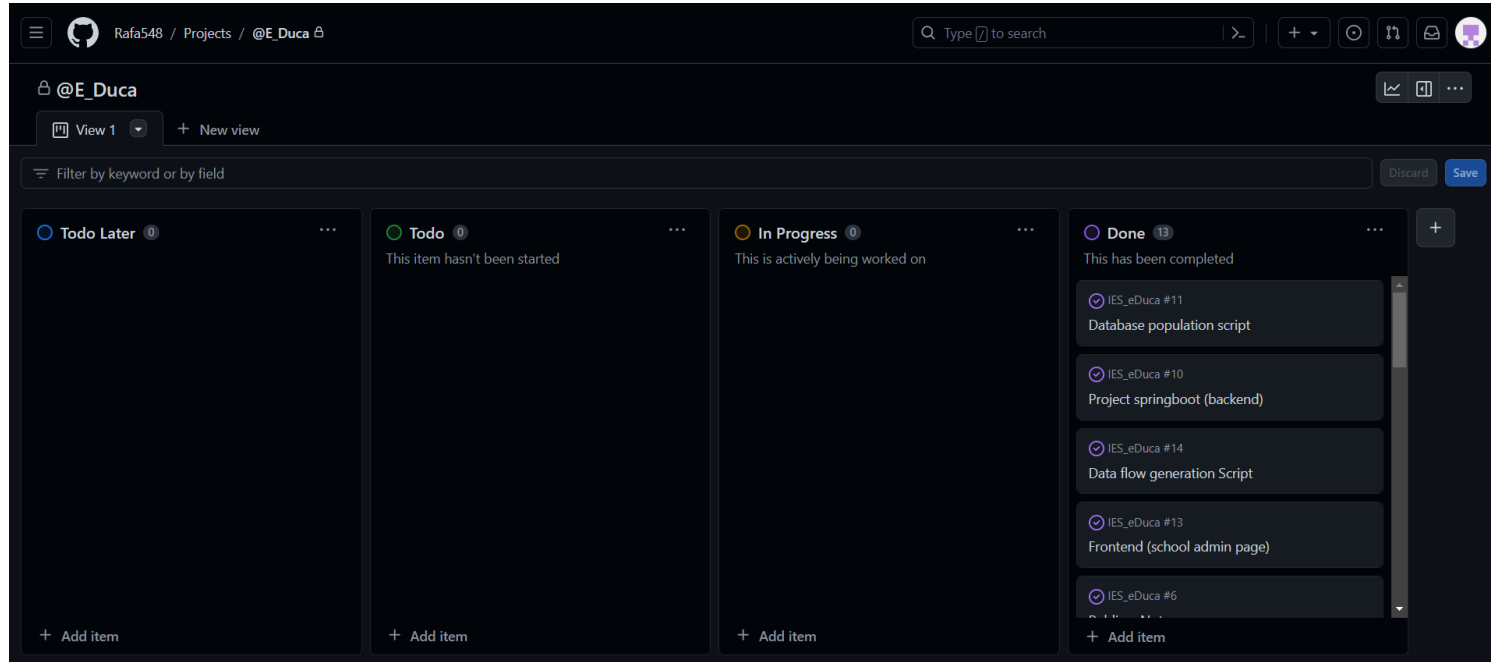 Rafa548 / Projects / @E_Duca
Type / to search
@E_Duca
View 1
New view
Filter by keyword or by field
Discard
Save
Todo Later 0
Todo 0
This item hasn't been started
In Progress 0
This is actively being worked on
Done 13
This has been completed
IES_eDuca #11
Database population script
IES_eDuca #10
Project springboot (backend)
IES_eDuca #14
Data flow generation Script
IES_eDuca #13
Frontend (school admin page)
IES_eDuca #6
+ Add item
+ Add item
+ Add item
+ Add item